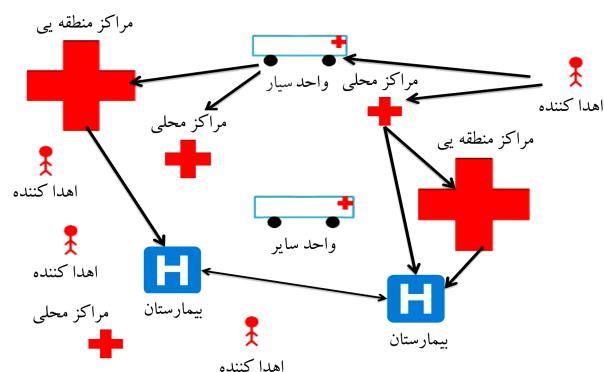 مراکز منطقه یی
واحد سیار
مراکز محلی
اهدا کننده
مراکز محلی
مراکز منطقه یی
اهدا کننده
واحد سایر
اهدا کننده
H
بیمارستان
H
بیمارستان
مراکز محلی
اهدا کننده